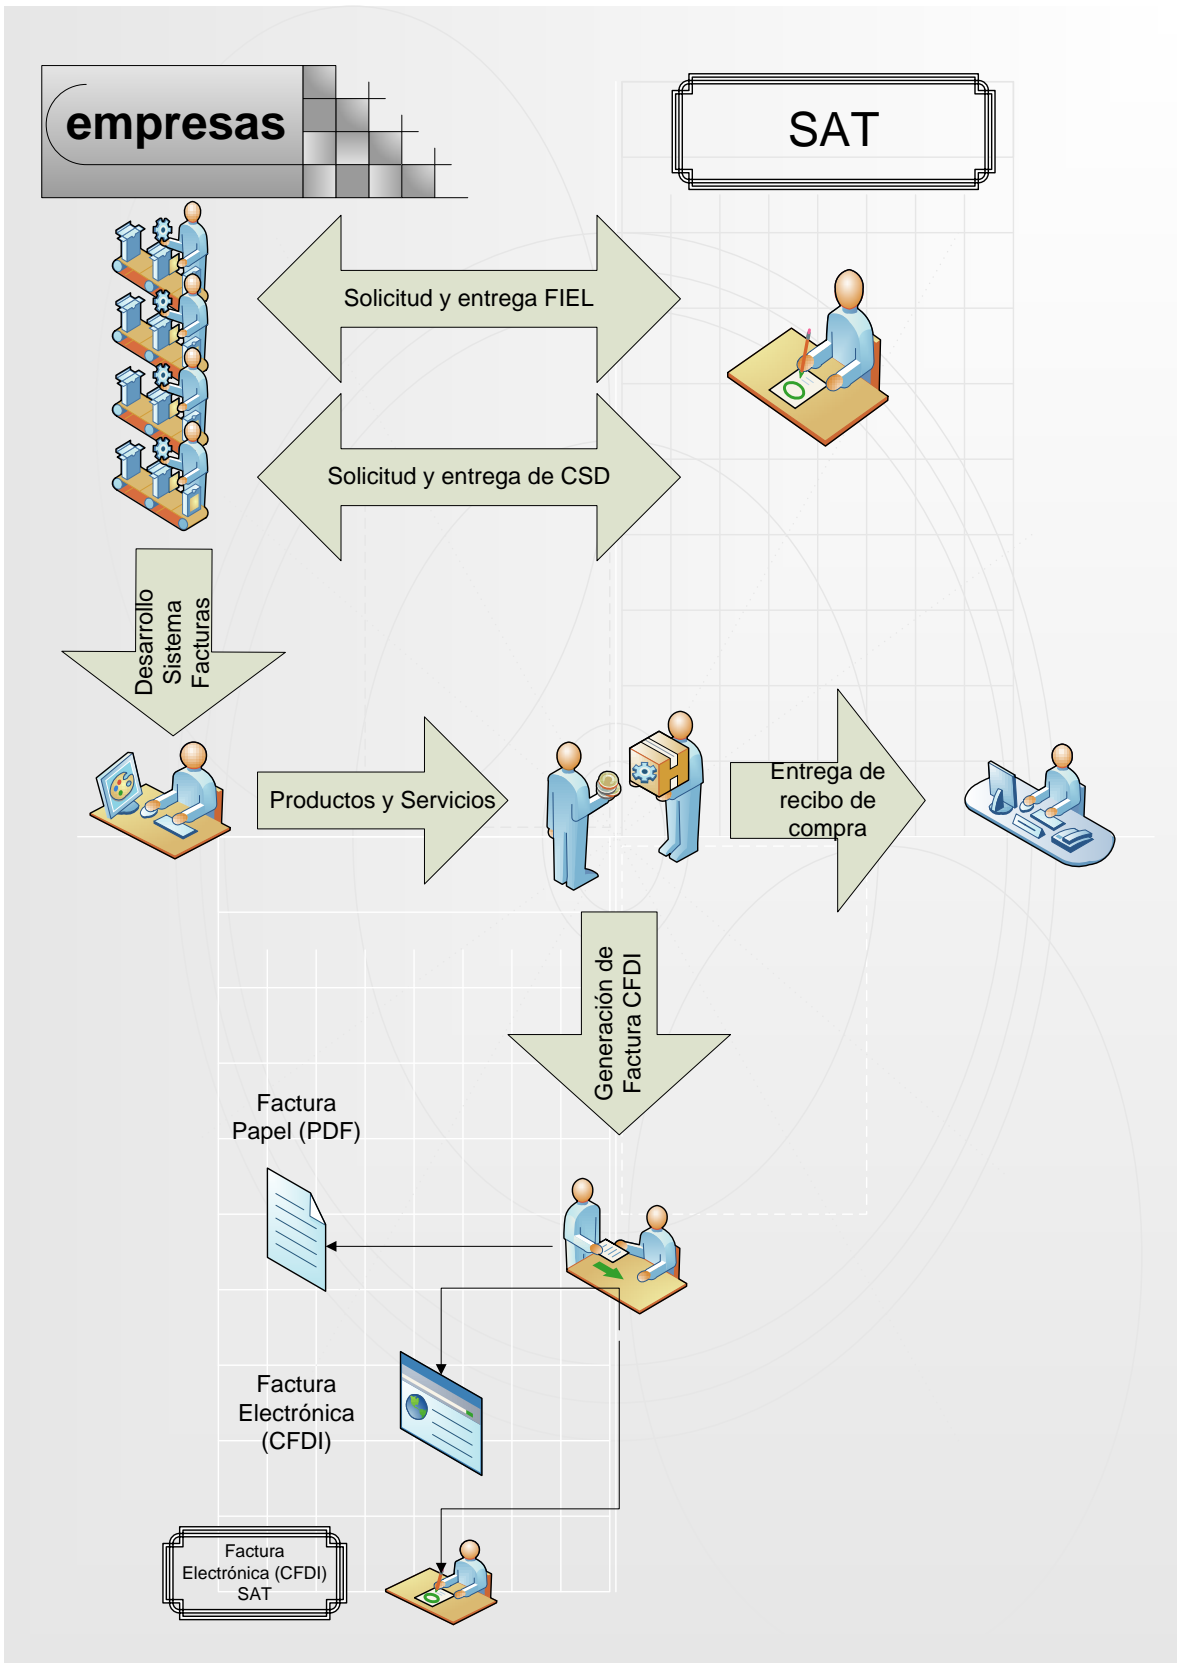 empresas
SAT
Solicitud y entrega FIEL
Solicitud y entrega de CSD
Desarrollo
Sistema
Facturas
Productos y Servicios
Entrega de
recibo de
compra
Generación de
Factura CFDI
Factura
Papel (PDF)
Factura
Electrónica
(CFDI)
Factura
Electrónica (CFDI)
SAT